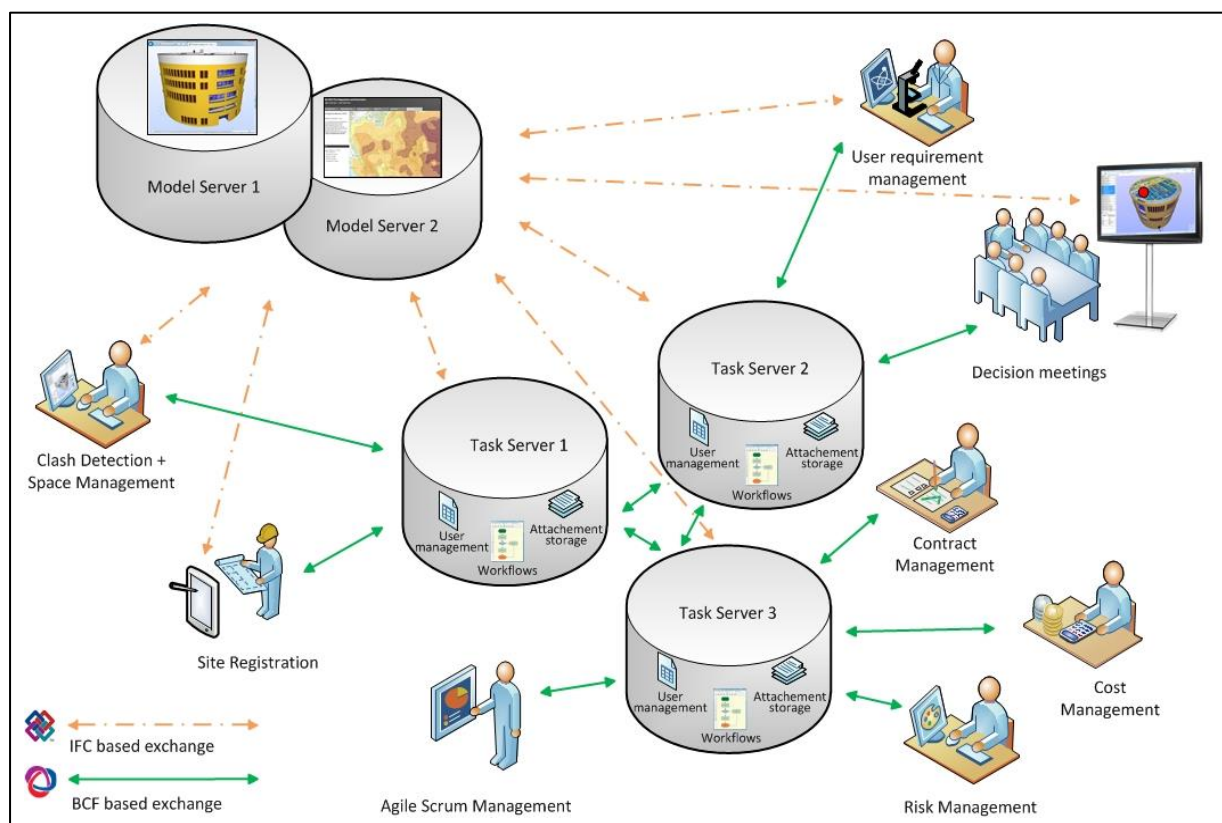 Model Server 1
Model Server 2
User requirement
management
Decision meetings
Task Server 2
User
management
Attachement
storage
Workflows
Clash Detection +
Space Management
Task Server 1
User
management
Attachement
storage
Workflows
Contract
Management
Site Registration
Task Server 3
User
management
Attachement
storage
Workflows
Cost
Management
IFC based exchange
BCF based exchange
Agile Scrum Management
Risk Management